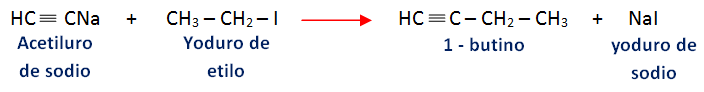 HC≡CNa + CH₃–CH₂–I → HC≡C–CH₂–CH₃ + NaI
Acetiluro Yoduro de 1 - butino yoduro de
de sodio etilo sodio